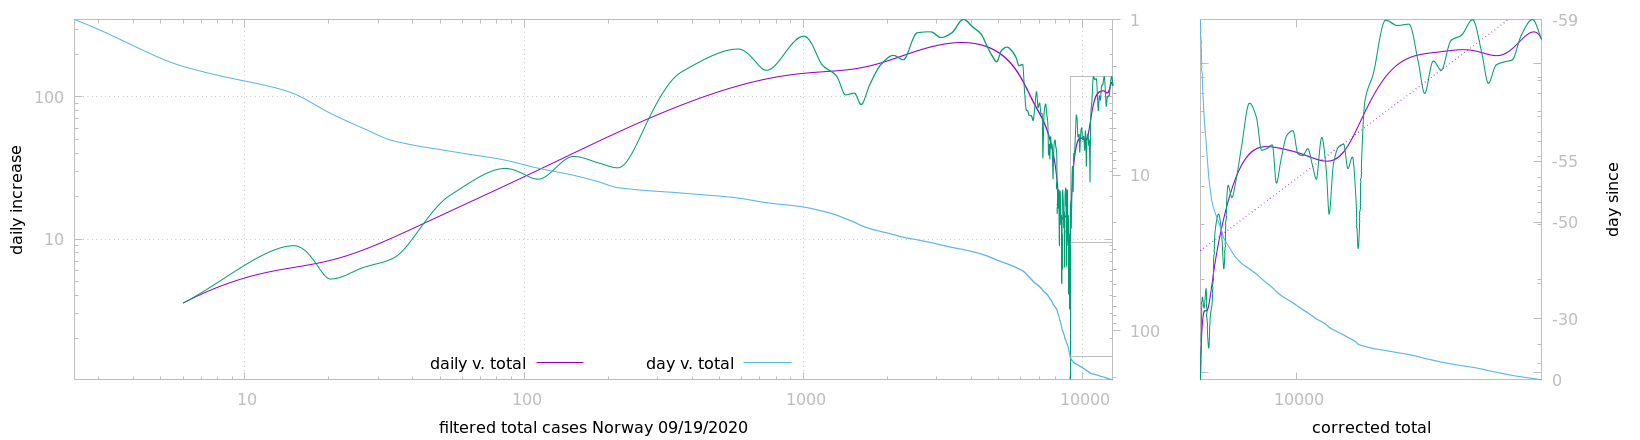 1
-59
100
10
-55
-50
10
100
-30
0
daily increase
day since
daily v. total
day v. total
10
100
1000
10000
10000
filtered total cases Norway 09/19/2020
corrected total